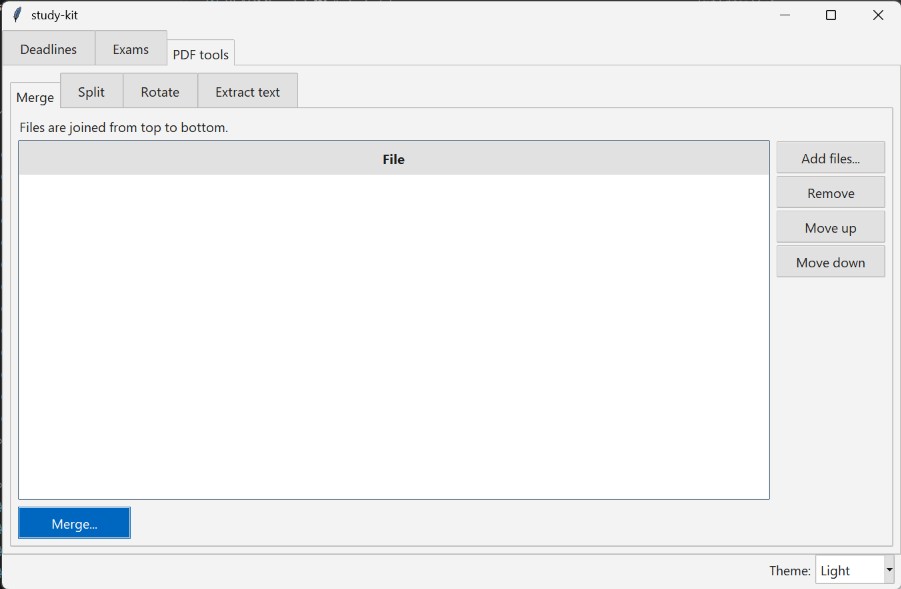 study-kit
Deadlines Exams PDF tools
Merge Split Rotate Extract text
Files are joined from top to bottom.
File
Add files...
Remove
Move up
Move down
Merge...
Theme: Light